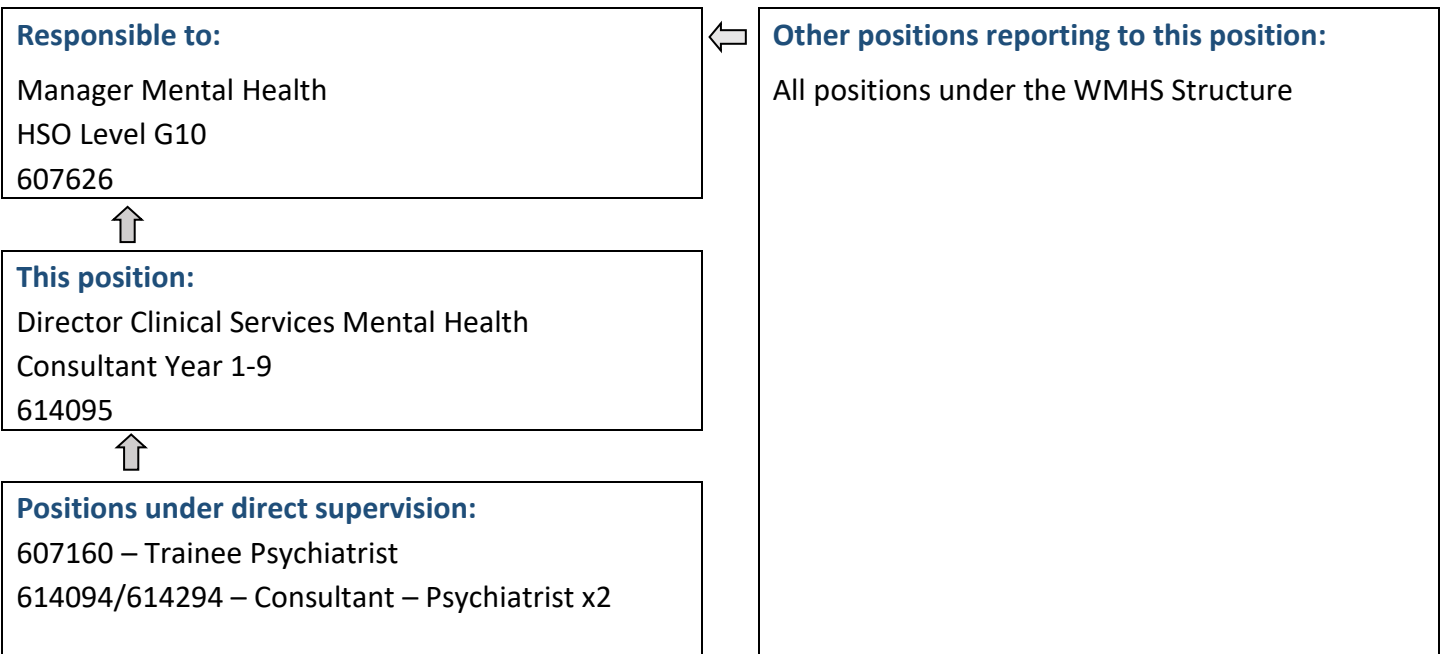 Responsible to:
Manager Mental Health
HSO Level G10
607626
This position:
Director Clinical Services Mental Health
Consultant Year 1-9
614095
Positions under direct supervision:
607160 – Trainee Psychiatrist
614094/614294 – Consultant – Psychiatrist x2
Other positions reporting to this position:
All positions under the WMHS Structure